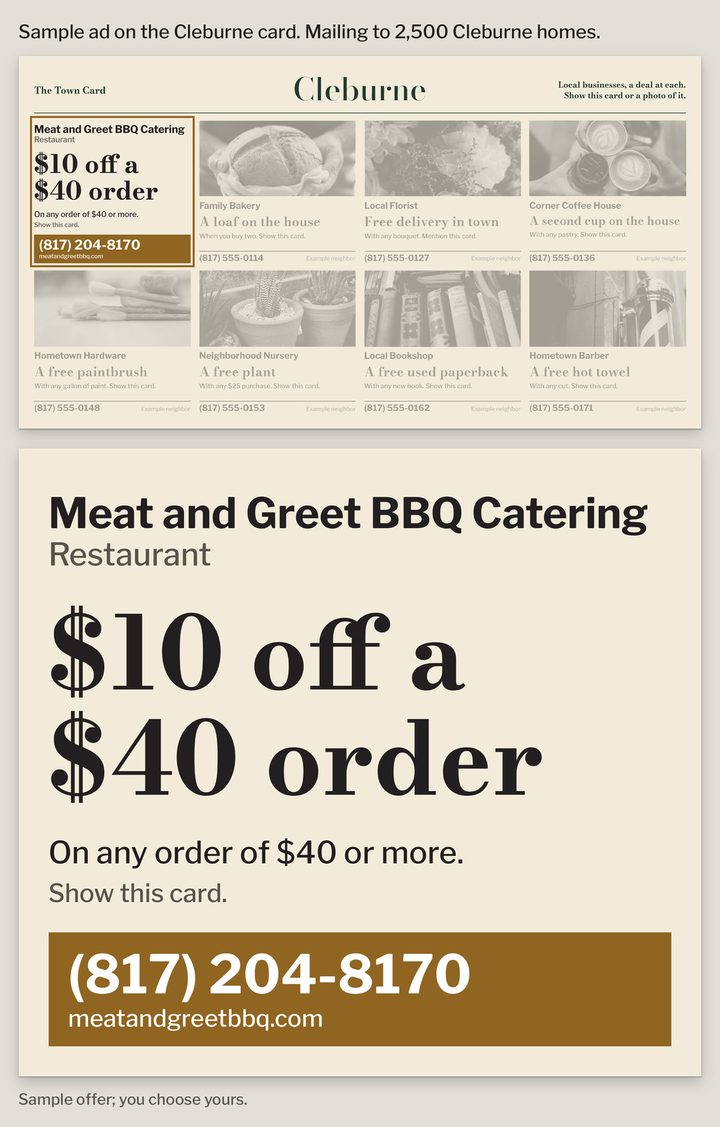 Sample ad on the Cleburne card. Mailing to 2,500 Cleburne homes.
The Town Card
Cleburne
Local businesses, a deal at each.
Show this card or a photo of it.
Meat and Greet BBQ Catering
Restaurant
$10 off a
$40 order
On any order of $40 or more.
Show this card.
(817) 204-8170
meatandgreetbbq.com
Family Bakery
A loaf on the house
When you buy two. Show this card.
(817) 555-0114 Example neighbor
Local Florist
Free delivery in town
With any bouquet. Mention this card.
(817) 555-0127 Example neighbor
Corner Coffee House
A second cup on the house
With any pastry. Show this card.
(817) 555-0136 Example neighbor
Hometown Hardware
A free paintbrush
With any gallon of paint. Show this card.
(817) 555-0148 Example neighbor
Neighborhood Nursery
A free plant
With any $25 purchase. Show this card.
(817) 555-0153 Example neighbor
Local Bookshop
A free used paperback
With any new book. Show this card.
(817) 555-0162 Example neighbor
Hometown Barber
A free hot towel
With any cut. Show this card.
(817) 555-0171 Example neighbor
Meat and Greet BBQ Catering
Restaurant
$10 off a
$40 order
On any order of $40 or more.
Show this card.
(817) 204-8170
meatandgreetbbq.com
Sample offer; you choose yours.